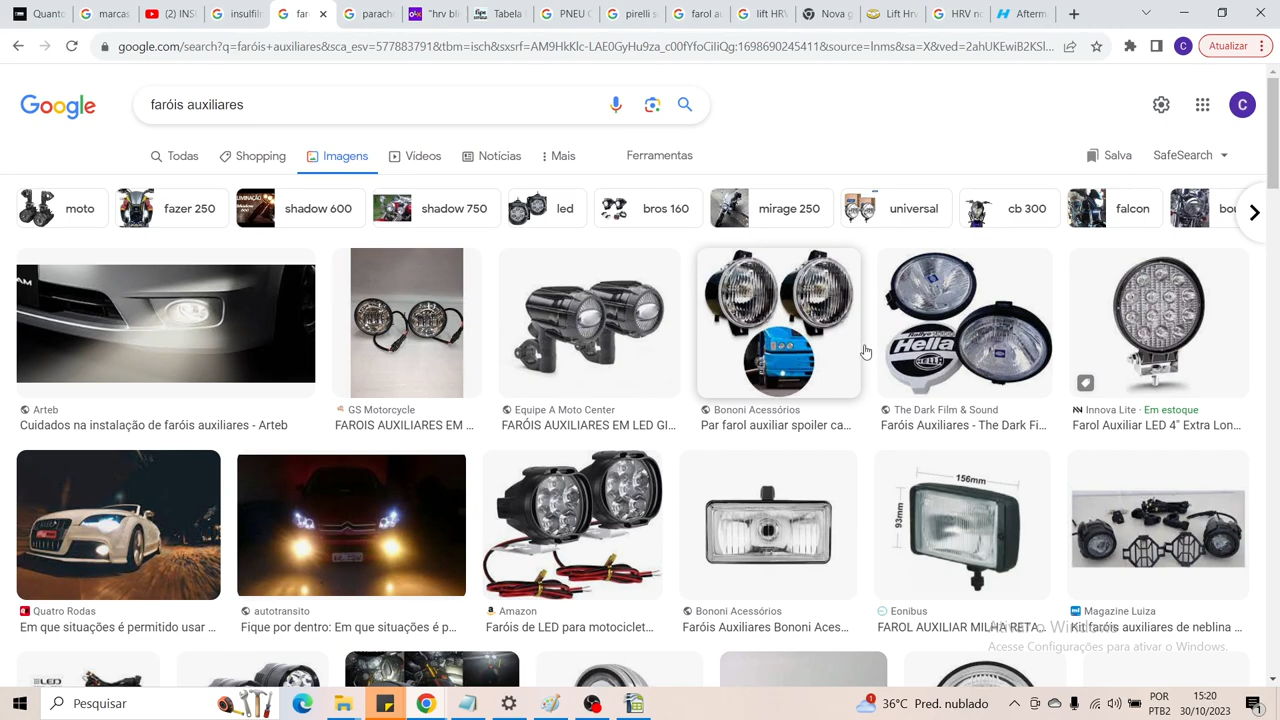 Quanto
marcas
(2) INS
insulfilm
far
parach
"hrv l
Tabela
PNEU C
pirelli s
farol m
lift HRV
Nova g
Lift Hrv
HRV no
Afterm
google.com/search?q=faróis+auxiliares&sca_esv=577883791&tbm=isch&sxsrf=AM9HkKlc-LAE0GyHu9za_c00fYfoCiIiQg:1698690245411&source=lnms&sa=X&ved=2ahUKEwiB2KSl...
C
Atualizar
Google
faróis auxiliares
C
Todas
Shopping
Imagens
Vídeos
Notícias
Mais
Ferramentas
Salva
SafeSearch
moto
fazer 250
shadow 600
shadow 750
led
bros 160
mirage 250
universal
cb 300
falcon
bou
Hella
HELLA
Arteb
Cuidados na instalação de faróis auxiliares - Arteb
GS Motorcycle
FAROIS AUXILIARES EM ...
Equipe A Moto Center
FARÓIS AUXILIARES EM LED GI...
Bononi Acessórios
Par farol auxiliar spoiler ca...
The Dark Film & Sound
Faróis Auxiliares - The Dark Fi...
Innova Lite · Em estoque
Farol Auxiliar LED 4" Extra Lon...
156mm
93mm
Quatro Rodas
Em que situações é permitido usar ...
autotransito
Fique por dentro: Em que situações é p...
Amazon
Faróis de LED para motociclet...
Bononi Acessórios
Faróis Auxiliares Bononi Aces...
Eonibus
FAROL AUXILIAR MILHA RETA...
Magazine Luiza
Kit faróis auxiliares de neblina ...
Ativar o Windows
Acesse Configurações para ativar o Windows.
Pesquisar
1
36°C Pred. nublado
POR
PTB2
15:20
30/10/2023
1